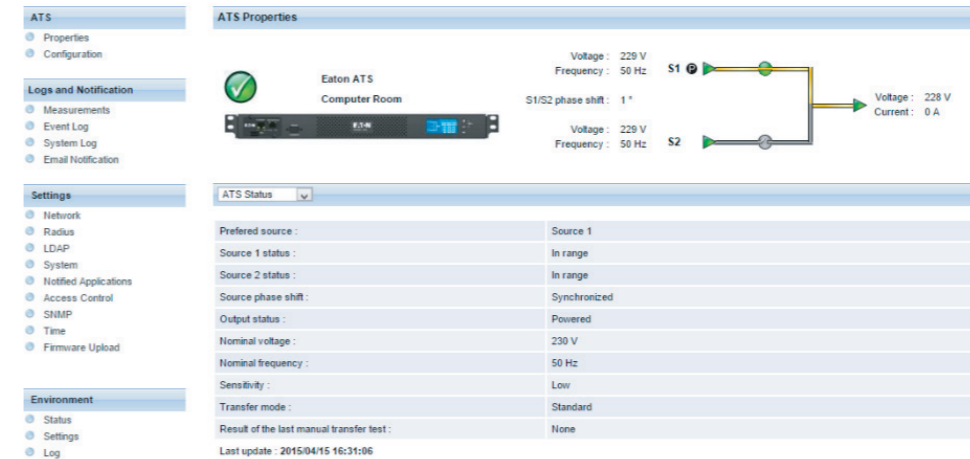 ATS
Properties
Configuration
Logs and Notification
Measurements
Event Log
System Log
Email Notification
Settings
Network
Radius
LDAP
System
Notified Applications
Access Control
SNMP
Time
Firmware Upload
Environment
Status
Settings
Log
ATS Properties
Eaton ATS
Computer Room
EATON
Voltage : 229 V
Frequency : 50 Hz
S1 P
S1/S2 phase shift : 1 °
Voltage : 229 V
Frequency : 50 Hz
S2
Voltage : 228 V
Current : 0 A
ATS Status
Prefered source : Source 1
Source 1 status : In range
Source 2 status : In range
Source phase shift : Synchronized
Output status : Powered
Nominal voltage : 230 V
Nominal frequency : 50 Hz
Sensitivity : Low
Transfer mode : Standard
Result of the last manual transfer test : None
Last update : 2015/04/15 16:31:06